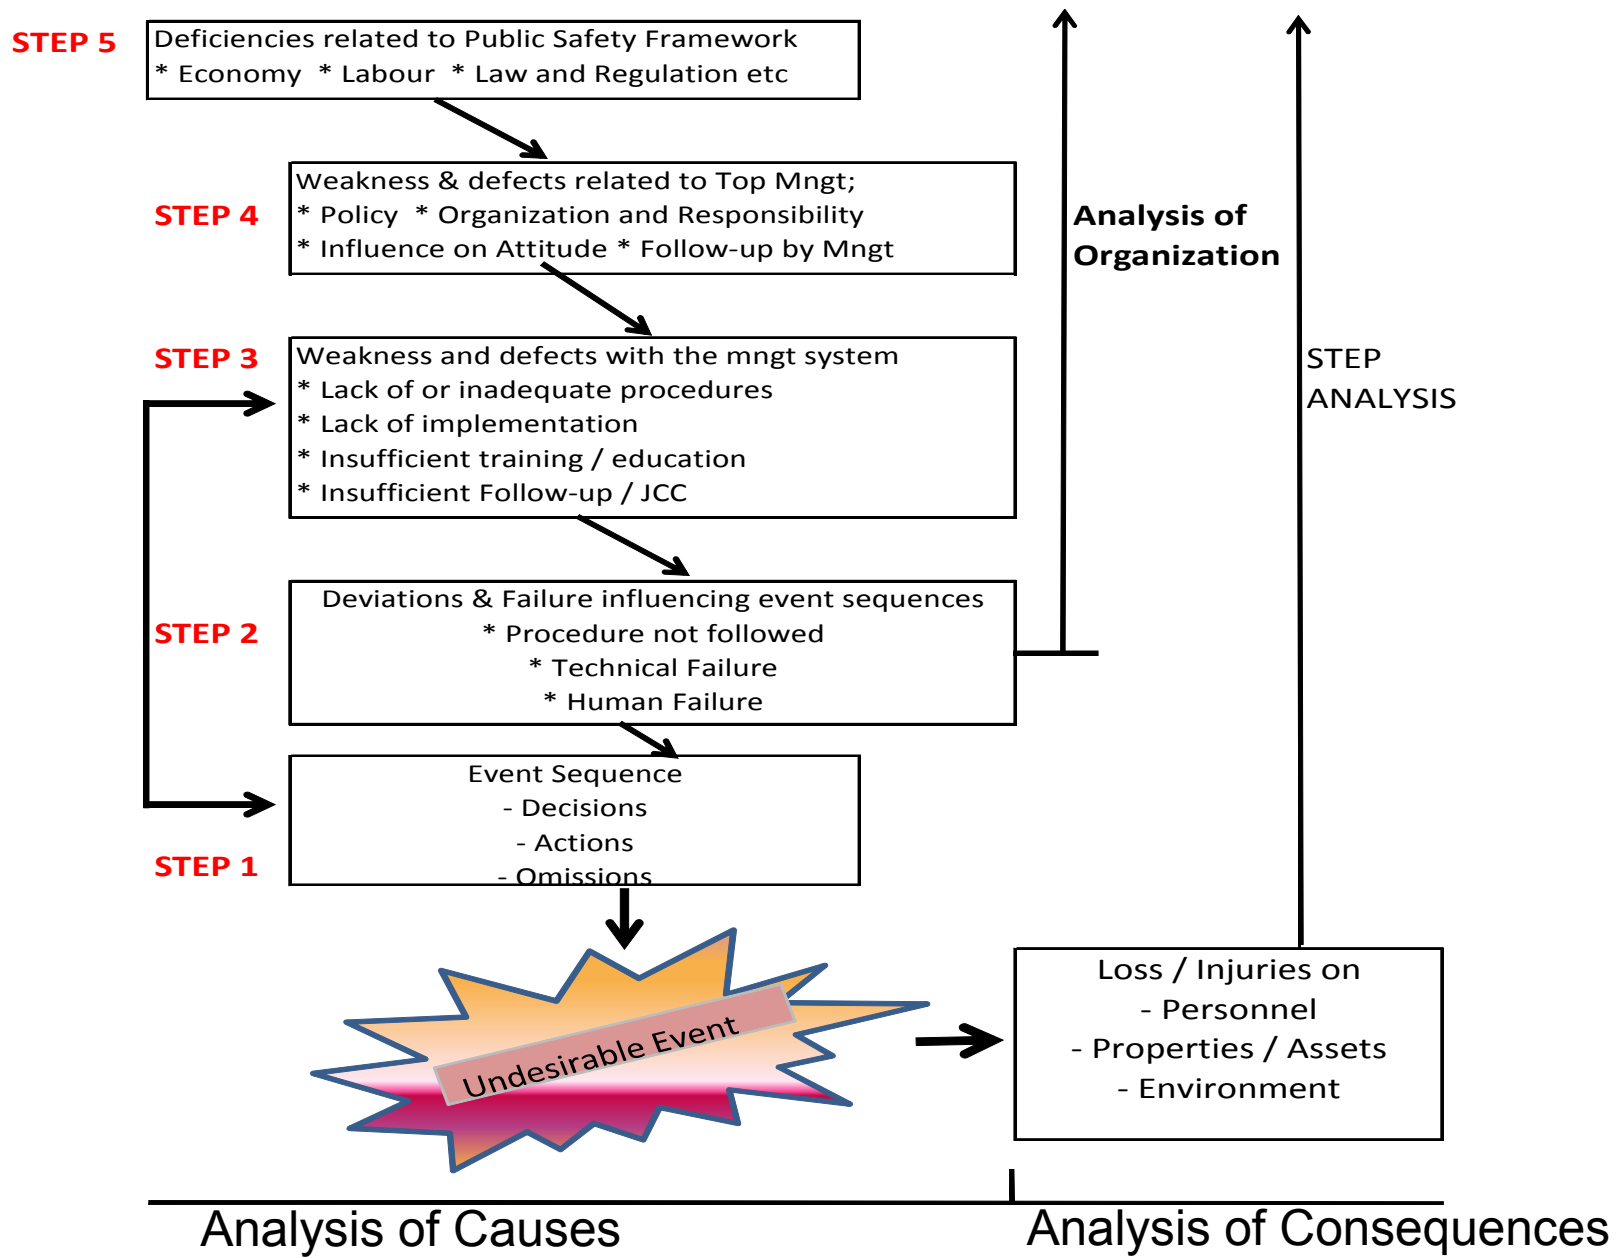 STEP 5
Deficiencies related to Public Safety Framework
* Economy * Labour * Law and Regulation etc
STEP 4
Weakness & defects related to Top Mngt;
* Policy * Organization and Responsibility
* Influence on Attitude * Follow-up by Mngt
Analysis of
Organization
STEP 3
Weakness and defects with the mngt system
* Lack of or inadequate procedures
* Lack of implementation
* Insufficient training / education
* Insufficient Follow-up / JCC
STEP
ANALYSIS
STEP 2
Deviations & Failure influencing event sequences
* Procedure not followed
* Technical Failure
* Human Failure
STEP 1
Event Sequence
- Decisions
- Actions
- Omissions
Undesirable Event
Loss / Injuries on
- Personnel
- Properties / Assets
- Environment
Analysis of Causes
Analysis of Consequences